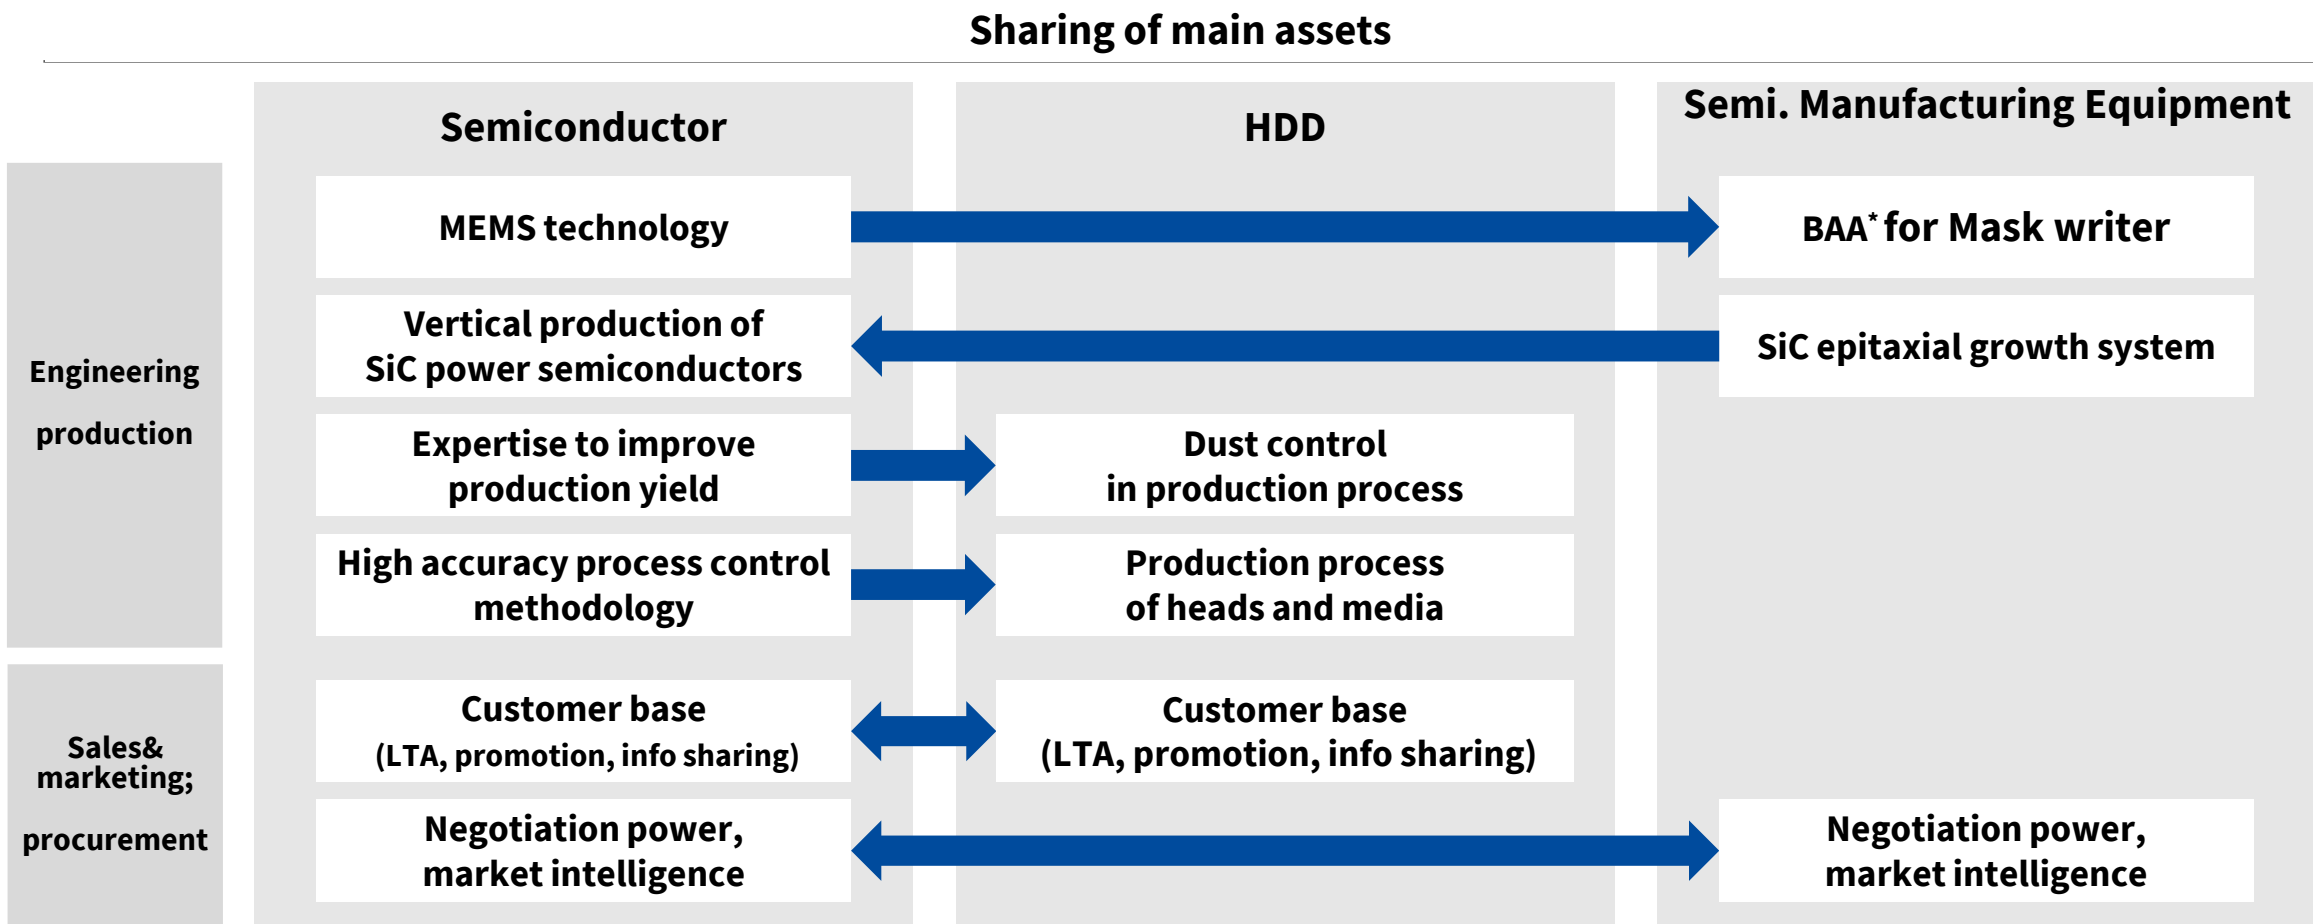 Sharing of main assets
Semiconductor
HDD
Semi. Manufacturing Equipment
Engineering
production
MEMS technology
BAA* for Mask writer
Vertical production of
SiC power semiconductors
SiC epitaxial growth system
Expertise to improve
production yield
Dust control
in production process
High accuracy process control
methodology
Production process
of heads and media
Sales&
marketing;
procurement
Customer base
(LTA, promotion, info sharing)
Customer base
(LTA, promotion, info sharing)
Negotiation power,
market intelligence
Negotiation power,
market intelligence